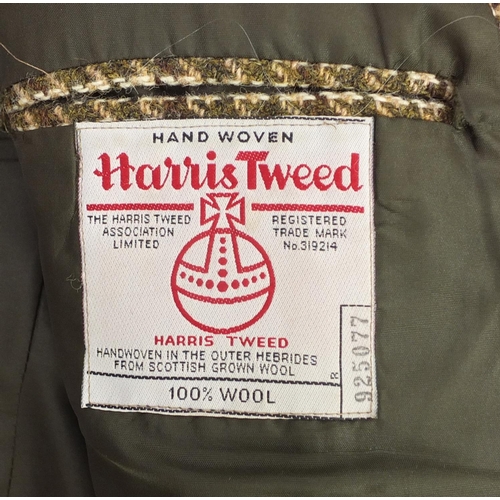 HAND WOVEN
Harris Tweed
THE HARRIS TWEED
ASSOCIATION
LIMITED
REGISTERED
TRADE MARK
No.319214
HARRIS TWEED
HANDWOVEN IN THE OUTER HEBRIDES
FROM SCOTTISH GROWN WOOL
100% WOOL
R
925077